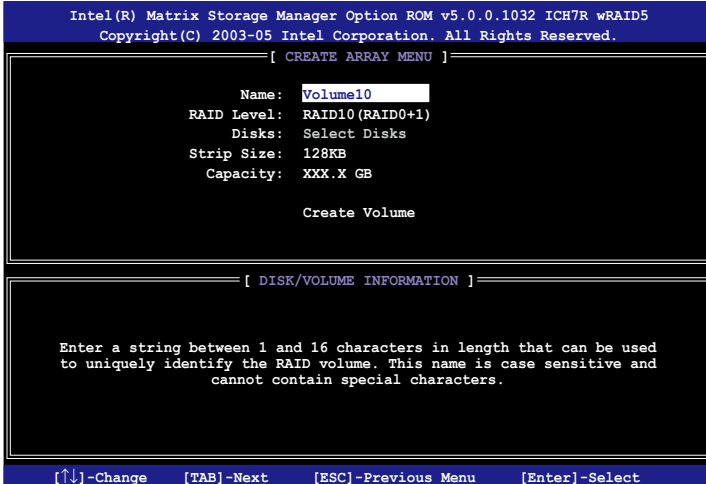 Intel(R) Matrix Storage Manager Option ROM v5.0.0.1032 ICH7R wRAID5
Copyright(C) 2003-05 Intel Corporation. All Rights Reserved.
[ CREATE ARRAY MENU ]
Name: Volume10
RAID Level: RAID10(RAID0+1)
Disks: Select Disks
Strip Size: 128KB
Capacity: XXX.X GB
Create Volume
[ DISK/VOLUME INFORMATION ]
Enter a string between 1 and 16 characters in length that can be used
to uniquely identify the RAID volume. This name is case sensitive and
cannot contain special characters.
[↑↓]-Change [TAB]-Next [ESC]-Previous Menu [Enter]-Select